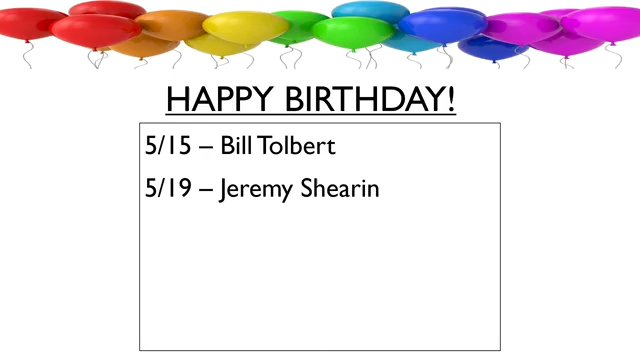 HAPPY BIRTHDAY!
5/15 – Bill Tolbert
5/19 – Jeremy Shearin